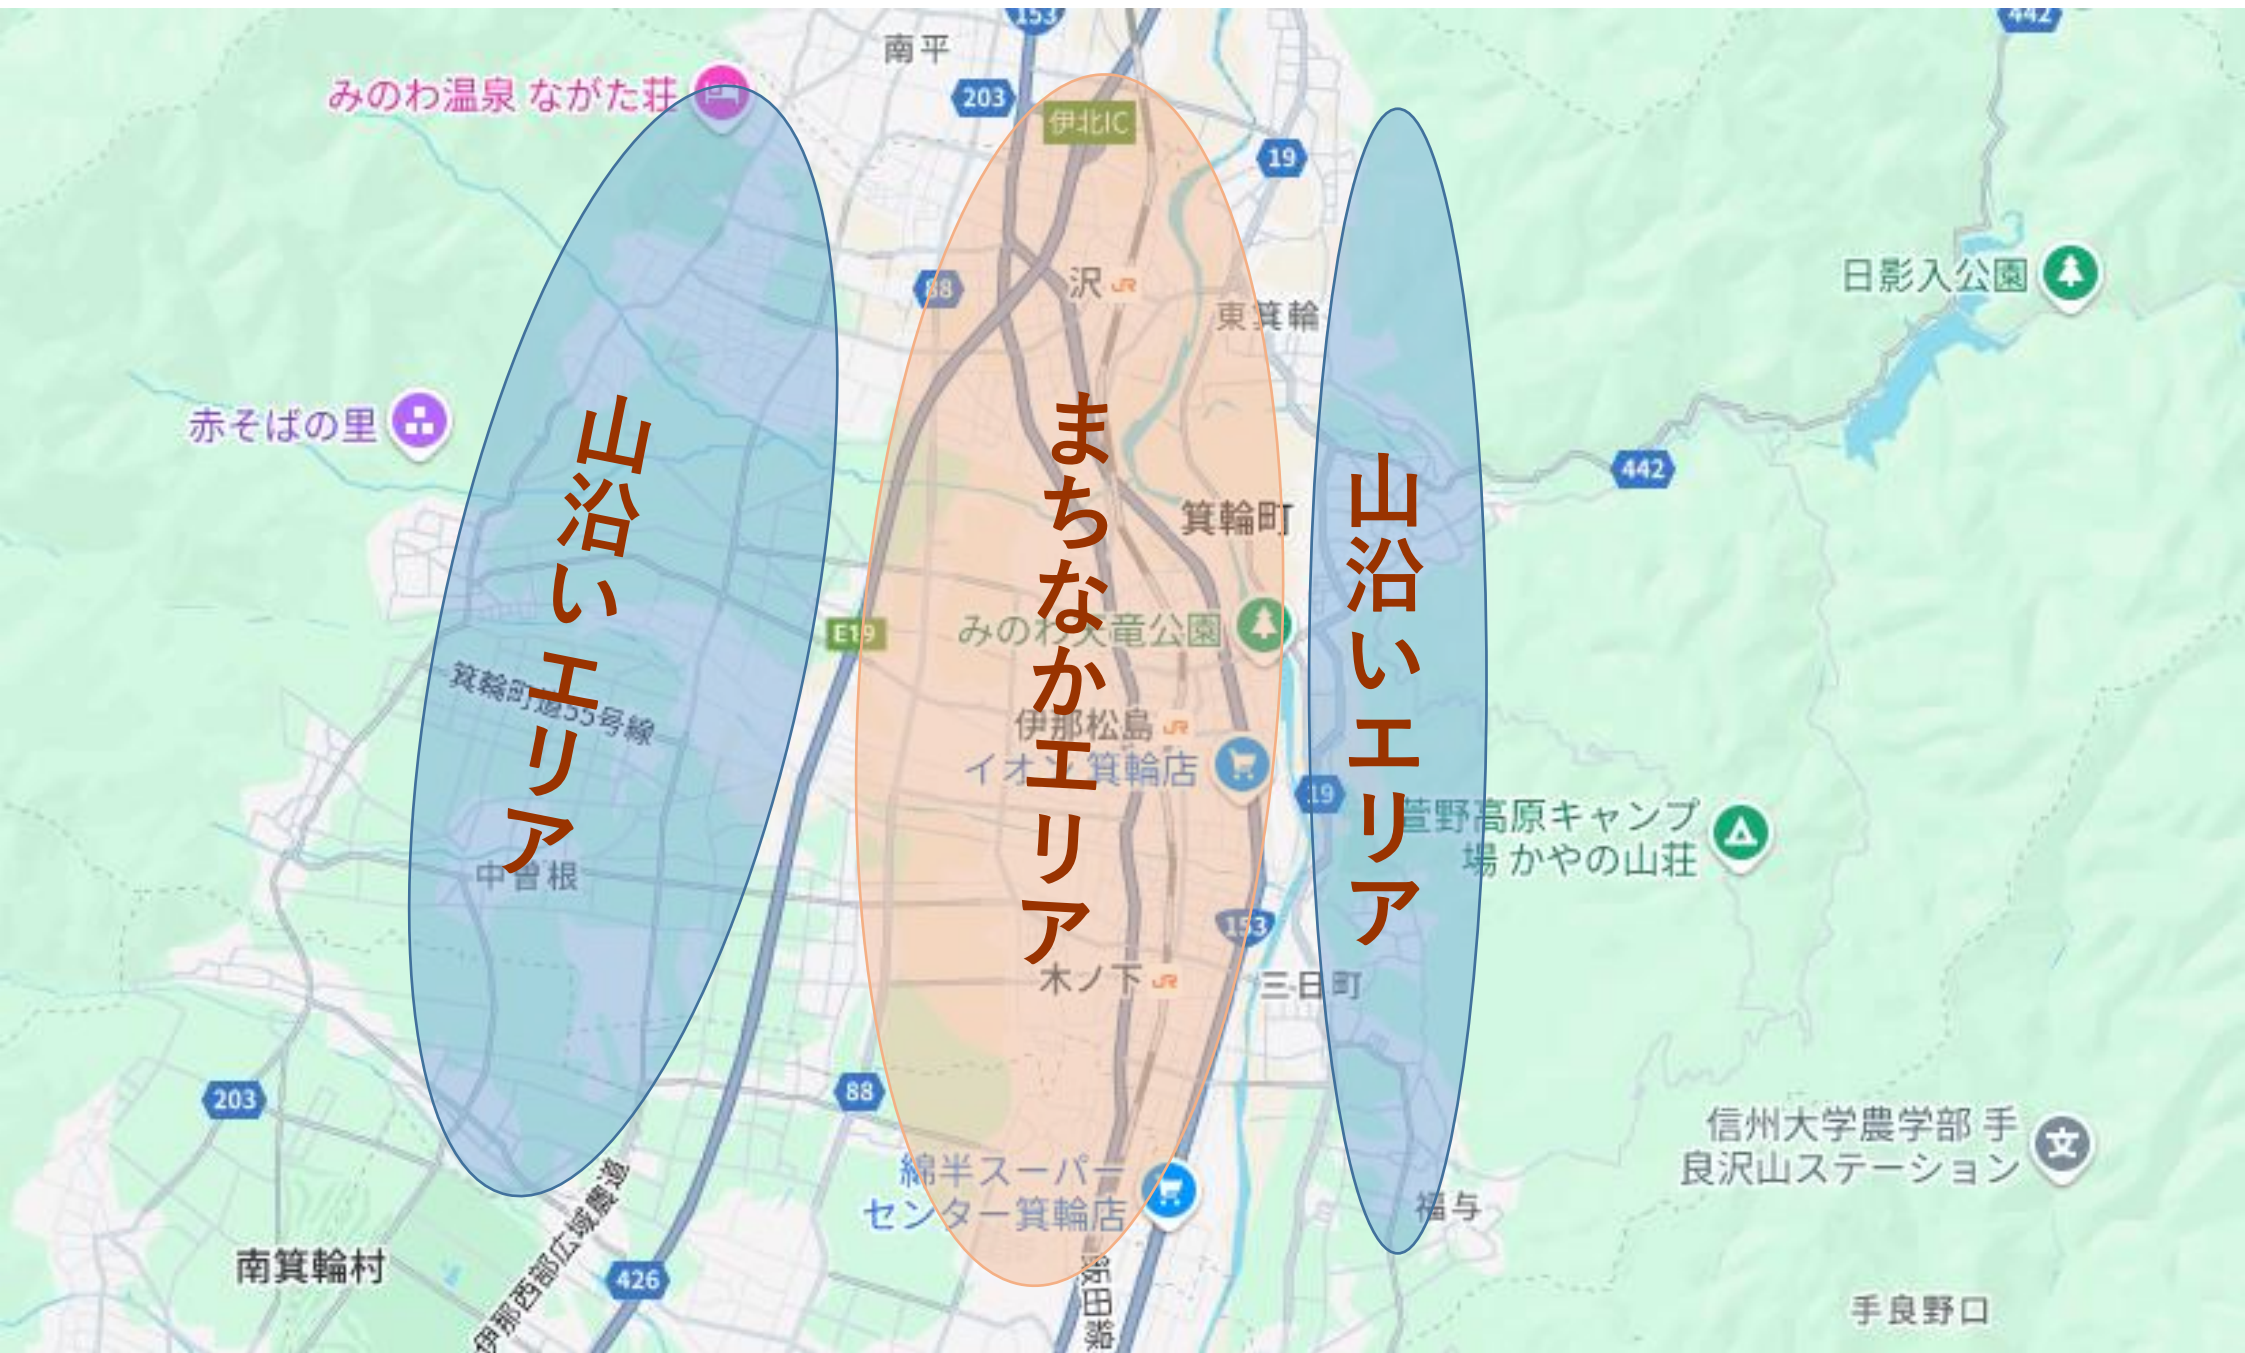 153
442
南平
みのわ温泉 ながた荘
203
伊北IC
19
日影入公園
沢
88
東箕輪
赤そばの里
442
箕輪町
みのわ天竜公園
E19
箕輪町道55号線
伊那松島
イオン 箕輪店
19
萱野高原キャンプ
場 かやの山荘
中曽根
153
木ノ下
三日町
203
88
信州大学農学部 手
良沢山ステーション
綿半スーパー
センター箕輪店
福与
南箕輪村
伊那西部広域農道
426
飯田線
手良野口
山沿いエリア
まちなかエリア
山沿いエリア